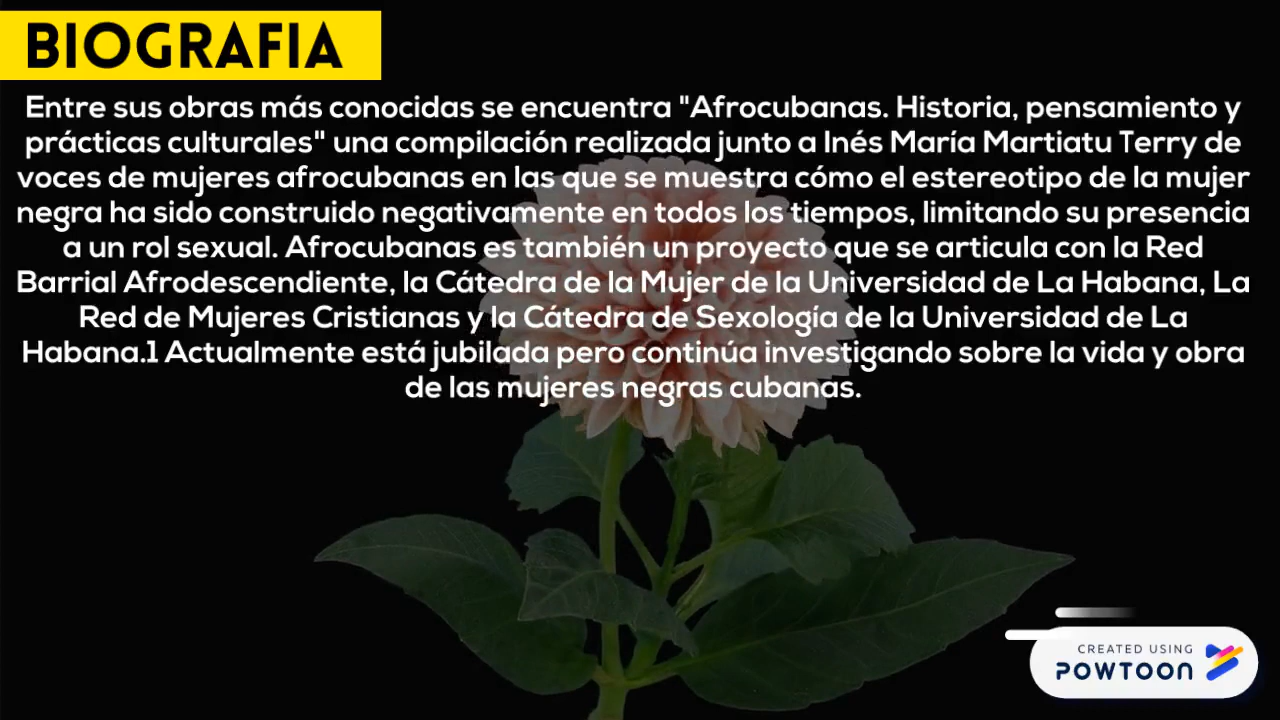 BIOGRAFIA
Entre sus obras más conocidas se encuentra "Afrocubanas. Historia, pensamiento y
prácticas culturales" una compilación realizada junto a Inés María Martiatu Terry de
voces de mujeres afrocubanas en las que se muestra cómo el estereotipo de la mujer
negra ha sido construido negativamente en todos los tiempos, limitando su presencia
a un rol sexual. Afrocubanas es también un proyecto que se articula con la Red
Barrial Afrodescendiente, la Cátedra de la Mujer de la Universidad de La Habana, La
Red de Mujeres Cristianas y la Cátedra de Sexología de la Universidad de La
Habana.1 Actualmente está jubilada pero continúa investigando sobre la vida y obra
de las mujeres negras cubanas.
CREATED USING
POWTOON